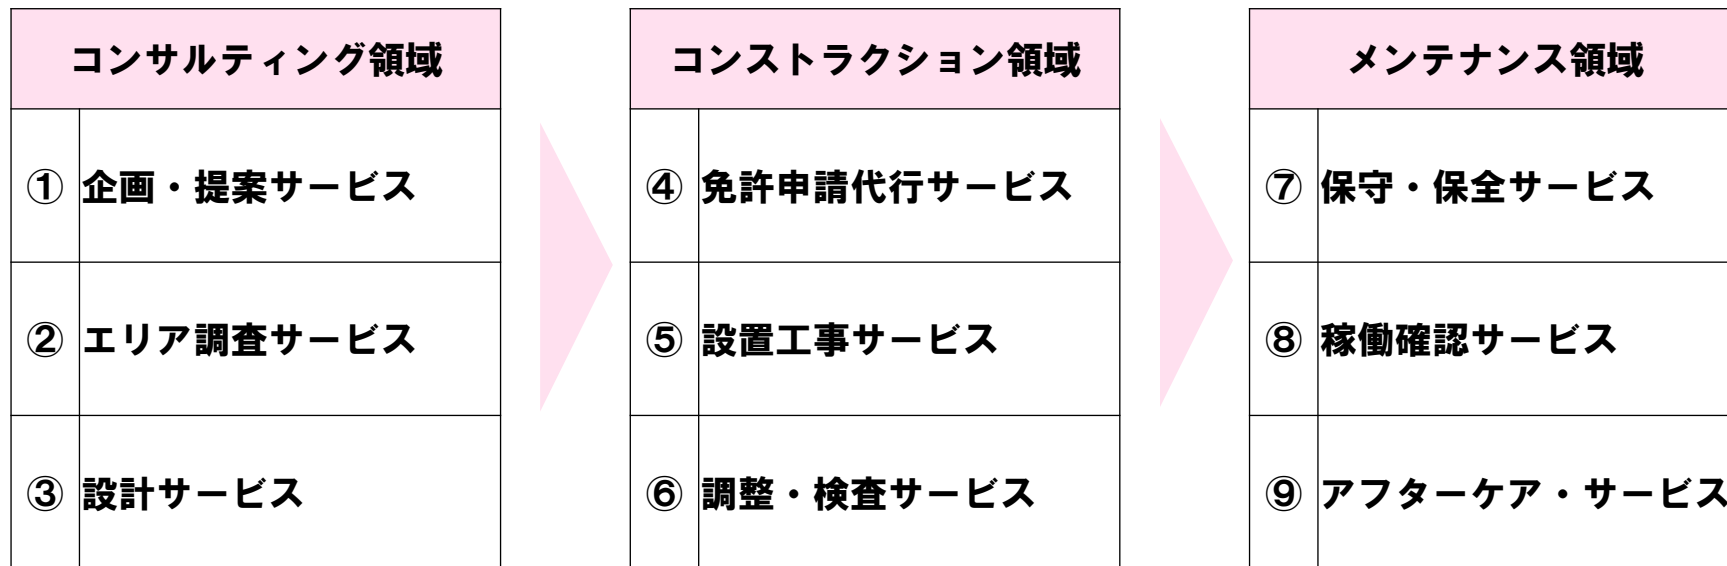 コンサルティング領域
① 企画・提案サービス
② エリア調査サービス
③ 設計サービス
コンストラクション領域
④ 免許申請代行サービス
⑤ 設置工事サービス
⑥ 調整・検査サービス
メンテナンス領域
⑦ 保守・保全サービス
⑧ 稼働確認サービス
⑨ アフターケア・サービス